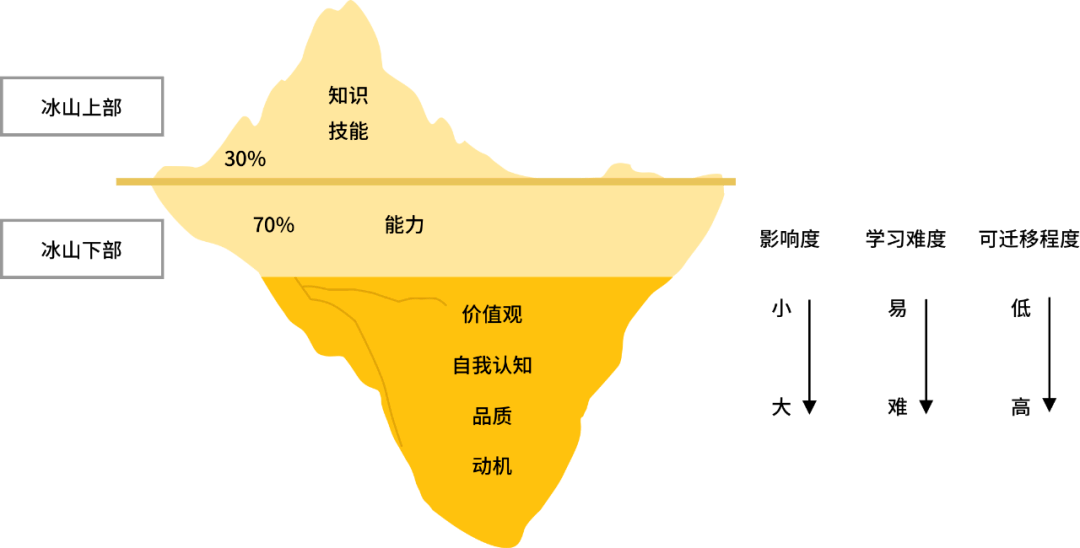 冰山上部
知识
技能
30%
70%
能力
冰山下部
价值观
自我认知
品质
动机
影响度 学习难度 可迁移程度
小 易 低
大 难 高